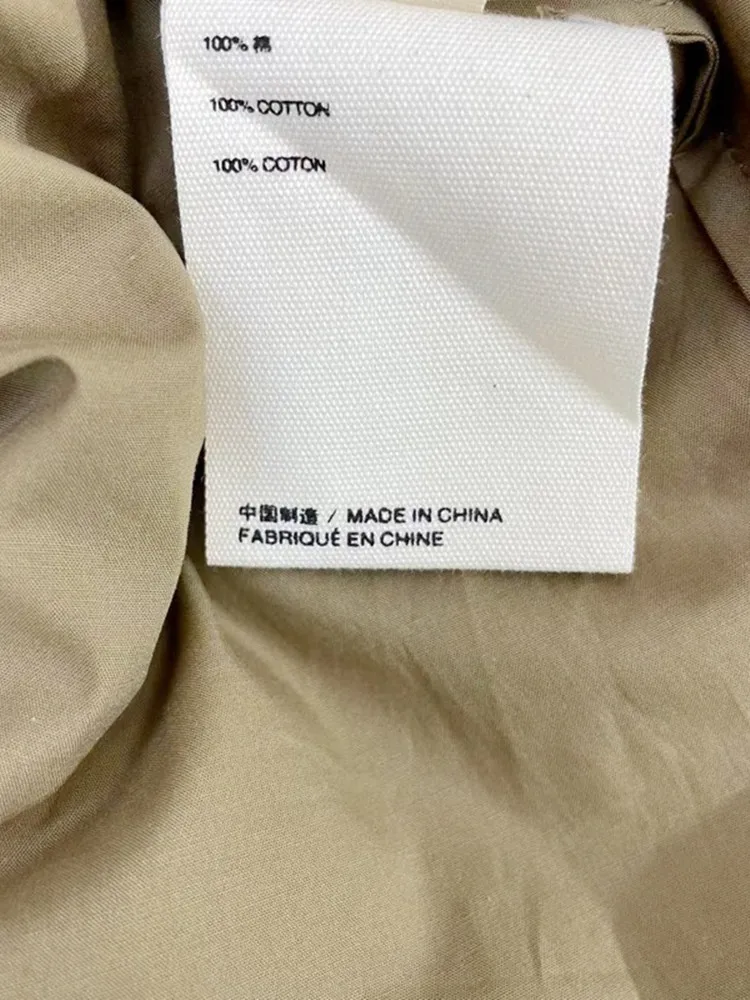 100% 棉
100% COTTON
100% COTON
中国制造 / MADE IN CHINA
FABRIQUÉ EN CHINE